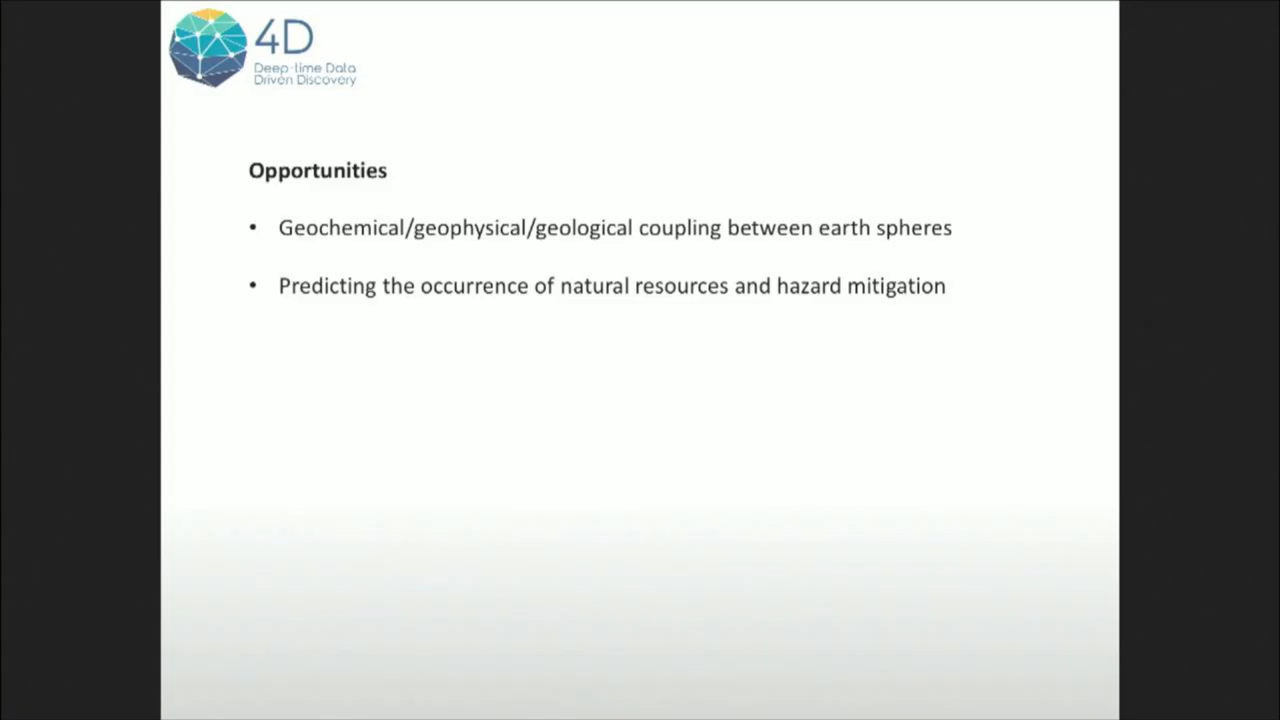 4D
Deep-time Data
Driven Discovery
Opportunities
• Geochemical/geophysical/geological coupling between earth spheres
• Predicting the occurrence of natural resources and hazard mitigation